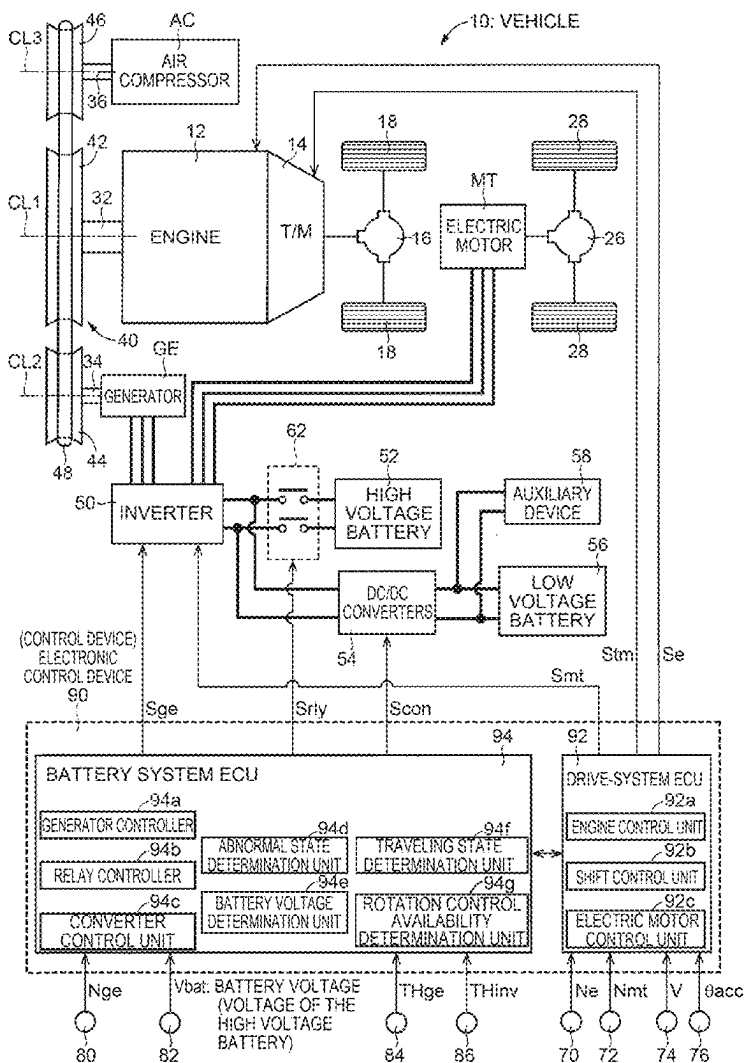 46
AC
10: VEHICLE
CL3
AIR
COMPRESSOR
36
42
12
14
18
28
CL1
32
MT
ENGINE
T/M
16
ELECTRIC
MOTOR
26
40
18
28
CL2
34
GE
GENERATOR
48
44
62
52
58
50
INVERTER
HIGH
VOLTAGE
BATTERY
AUXILIARY
DEVICE
56
DC/DC
CONVERTERS
LOW
VOLTAGE
BATTERY
54
(CONTROL DEVICE)
ELECTRONIC
CONTROL DEVICE
90
Stm
Se
Smt
Sge
Srly
Scon
94
92
BATTERY SYSTEM ECU
DRIVE-SYSTEM ECU
94a
GENERATOR CONTROLLER
94b
RELAY CONTROLLER
94c
CONVERTER
CONTROL UNIT
94d
ABNORMAL STATE
DETERMINATION UNIT
94e
BATTERY VOLTAGE
DETERMINATION UNIT
94f
TRAVELING STATE
DETERMINATION UNIT
94g
ROTATION CONTROL
AVAILABILITY
DETERMINATION UNIT
92a
ENGINE CONTROL UNIT
92b
SHIFT CONTROL UNIT
92c
ELECTRIC MOTOR
CONTROL UNIT
Nge
Vbat: BATTERY VOLTAGE
(VOLTAGE OF THE
HIGH VOLTAGE
BATTERY)
THge
THinv
Ne
Nmt
V
θacc
80
82
84
86
70
72
74
76